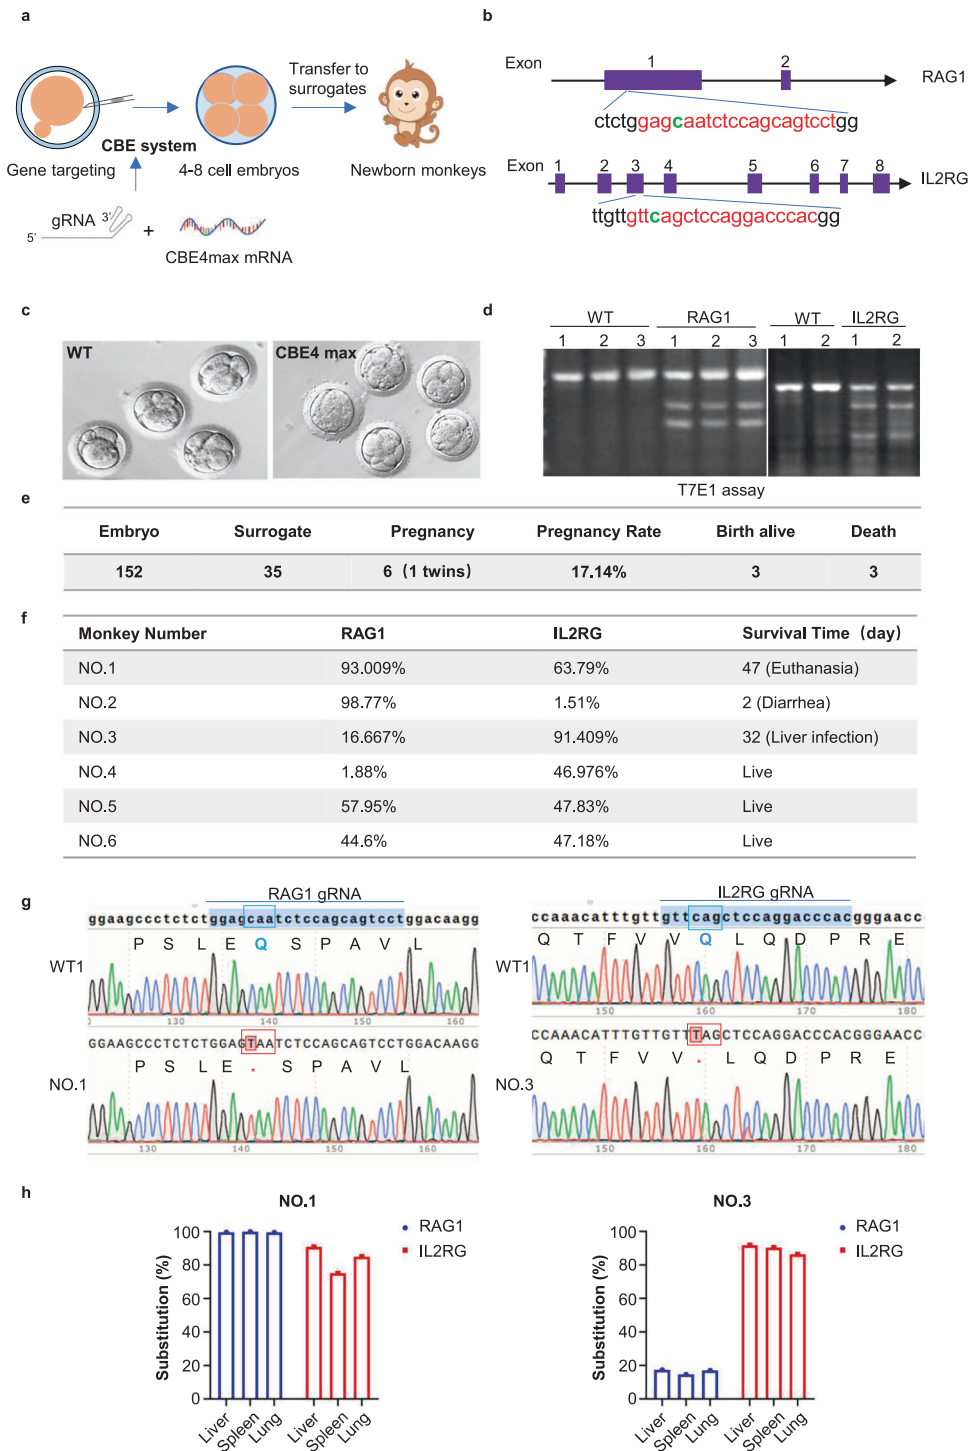 a
Transfer to
surrogates
CBE system
Gene targeting
4-8 cell embryos
Newborn monkeys
gRNA
3'
5'
+
CBE4max mRNA
b
Exon
1
2
RAG1
ctctggagcaatctccagcagtcctgg
Exon
1 2 3 4 5 6 7 8
IL2RG
ttgttgttcagctccaggacccacgg
c
WT
CBE4 max
d
WT RAG1 WT IL2RG
1 2 3 1 2 3 1 2 1 2
T7E1 assay
e
Embryo Surrogate Pregnancy Pregnancy Rate Birth alive Death
152 35 6 (1 twins) 17.14% 3 3
f
Monkey Number RAG1 IL2RG Survival Time (day)
NO.1 93.009% 63.79% 47 (Euthanasia)
NO.2 98.77% 1.51% 2 (Diarrhea)
NO.3 16.667% 91.409% 32 (Liver infection)
NO.4 1.88% 46.976% Live
NO.5 57.95% 47.83% Live
NO.6 44.6% 47.18% Live
g
RAG1 gRNA
ggaagccctctctggagcaatctccagcagtcctggacaagg
P S L E Q S P A V L
WT1
130 140 150 160
GGAAGCCCTCTCTGGAGTAATCTCCAGCAGTCCTGGACAAGG
P S L E * S P A V L
NO.1
130 140 150 160
IL2RG gRNA
ccaaacatttgttgttcagctccaggacccacgggaacc
Q T F V V Q L Q D P R E
WT1
150 160 170 180
CCAAACATTTGTTGTTTAGCTCCAGGACCCACGGGAACC
Q T F V V * L Q D P R E
NO.3
150 160 170 180
h
NO.1
RAG1
IL2RG
Substitution (%)
100
80
60
40
20
0
Liver Spleen Lung Liver Spleen Lung
NO.3
RAG1
IL2RG
Substitution (%)
100
80
60
40
20
0
Liver Spleen Lung Liver Spleen Lung